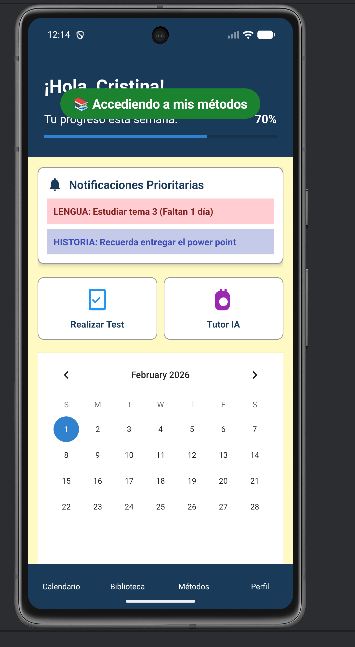 12:14
¡Hola, Cristina!
📚 Accediendo a mis métodos
Tu progreso esta semana: 70%
Notificaciones Prioritarias
LENGUA: Estudiar tema 3 (Faltan 1 día)
HISTORIA: Recuerda entregar el power point
Realizar Test
Tutor IA
February 2026
S M T W T F S
1 2 3 4 5 6 7
8 9 10 11 12 13 14
15 16 17 18 19 20 21
22 23 24 25 26 27 28
Calendario Biblioteca Métodos Perfil